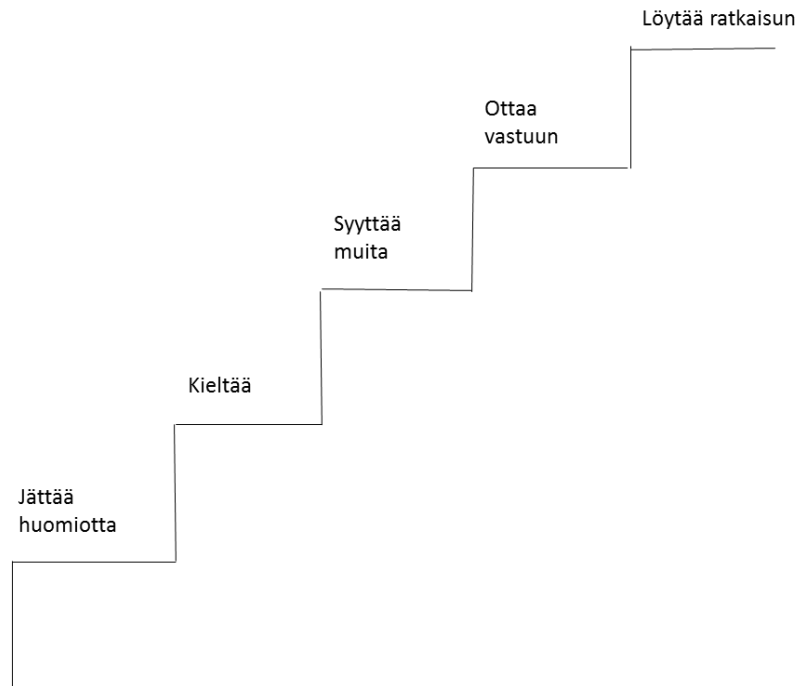 Löytää ratkaisun
Ottaa
vastuun
Syyttää
muita
Kieltää
Jättää
huomiotta